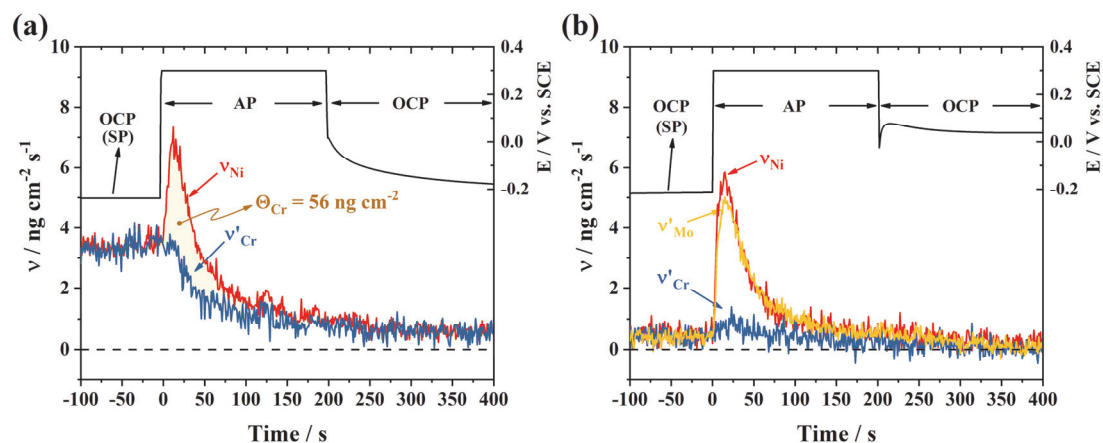 (a)
10
8
6
4
2
0
ν / ng cm⁻² s⁻¹
0.4
0.2
0.0
-0.2
E / V vs. SCE
OCP
(SP)
AP
OCP
νNi
ΘCr = 56 ng cm⁻²
ν'Cr
-100 -50 0 50 100 150 200 250 300 350 400
Time / s
(b)
10
8
6
4
2
0
ν / ng cm⁻² s⁻¹
0.4
0.2
0.0
-0.2
E / V vs. SCE
OCP
(SP)
AP
OCP
νNi
ν'Mo
ν'Cr
-100 -50 0 50 100 150 200 250 300 350 400
Time / s